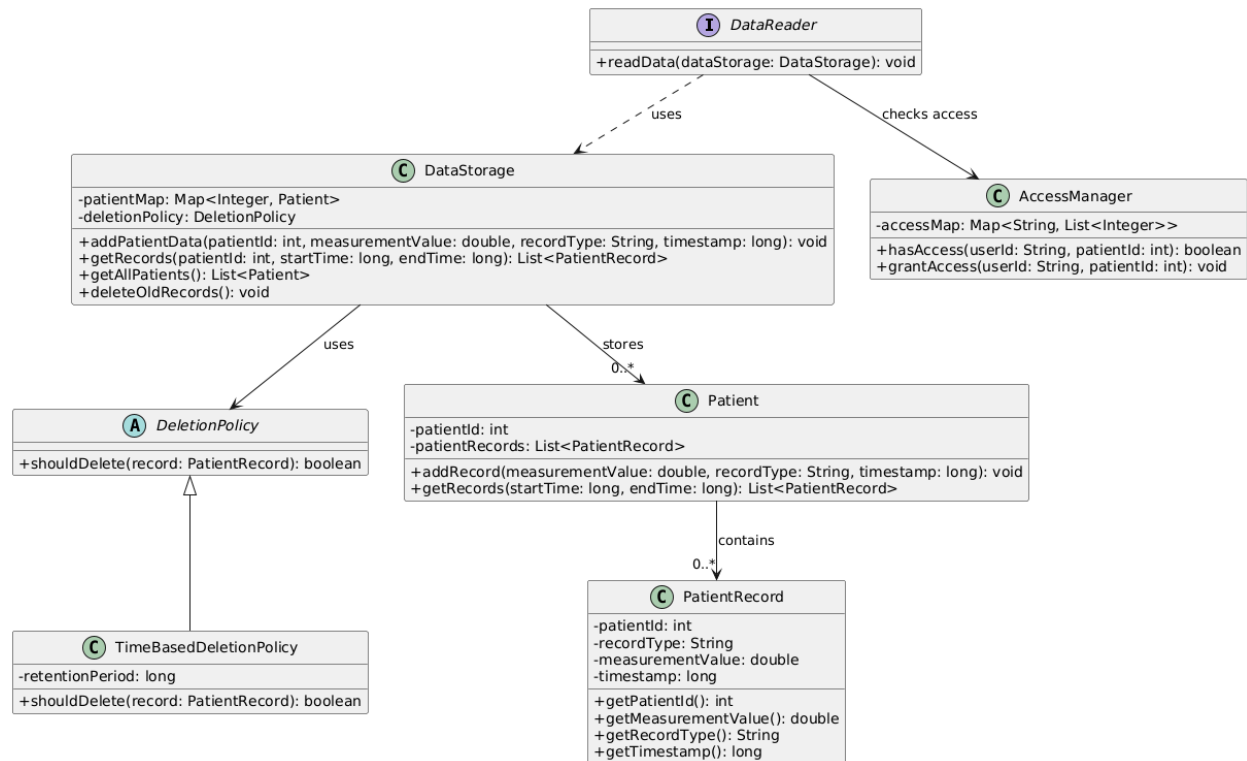 I DataReader
+readData(dataStorage: DataStorage): void
uses
checks access
C DataStorage
-patientMap: Map<Integer, Patient>
-deletionPolicy: DeletionPolicy
+addPatientData(patientId: int, measurementValue: double, recordType: String, timestamp: long): void
+getRecords(patientId: int, startTime: long, endTime: long): List<PatientRecord>
+getAllPatients(): List<Patient>
+deleteOldRecords(): void
C AccessManager
-accessMap: Map<String, List<Integer>>
+hasAccess(userId: String, patientId: int): boolean
+grantAccess(userId: String, patientId: int): void
uses
stores
0..*
A DeletionPolicy
+shouldDelete(record: PatientRecord): boolean
C Patient
-patientId: int
-patientRecords: List<PatientRecord>
+addRecord(measurementValue: double, recordType: String, timestamp: long): void
+getRecords(startTime: long, endTime: long): List<PatientRecord>
contains
0..*
C TimeBasedDeletionPolicy
-retentionPeriod: long
+shouldDelete(record: PatientRecord): boolean
C PatientRecord
-patientId: int
-recordType: String
-measurementValue: double
-timestamp: long
+getPatientId(): int
+getMeasurementValue(): double
+getRecordType(): String
+getTimestamp(): long